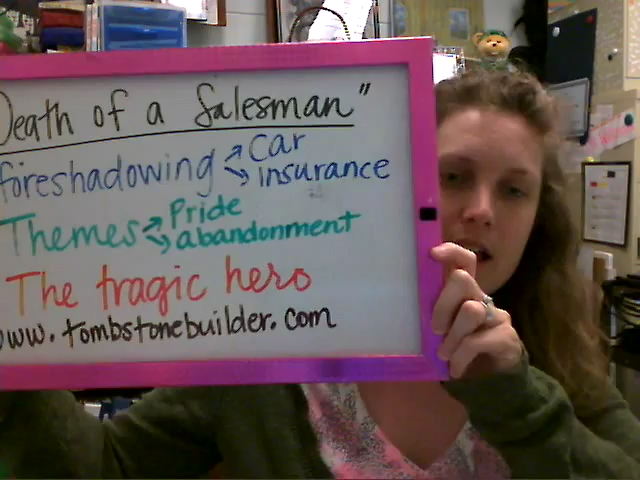 Death of a Salesman"
foreshadowing car
insurance
Themes Pride
abandonment
The tragic hero
www.tombstonebuilder.com